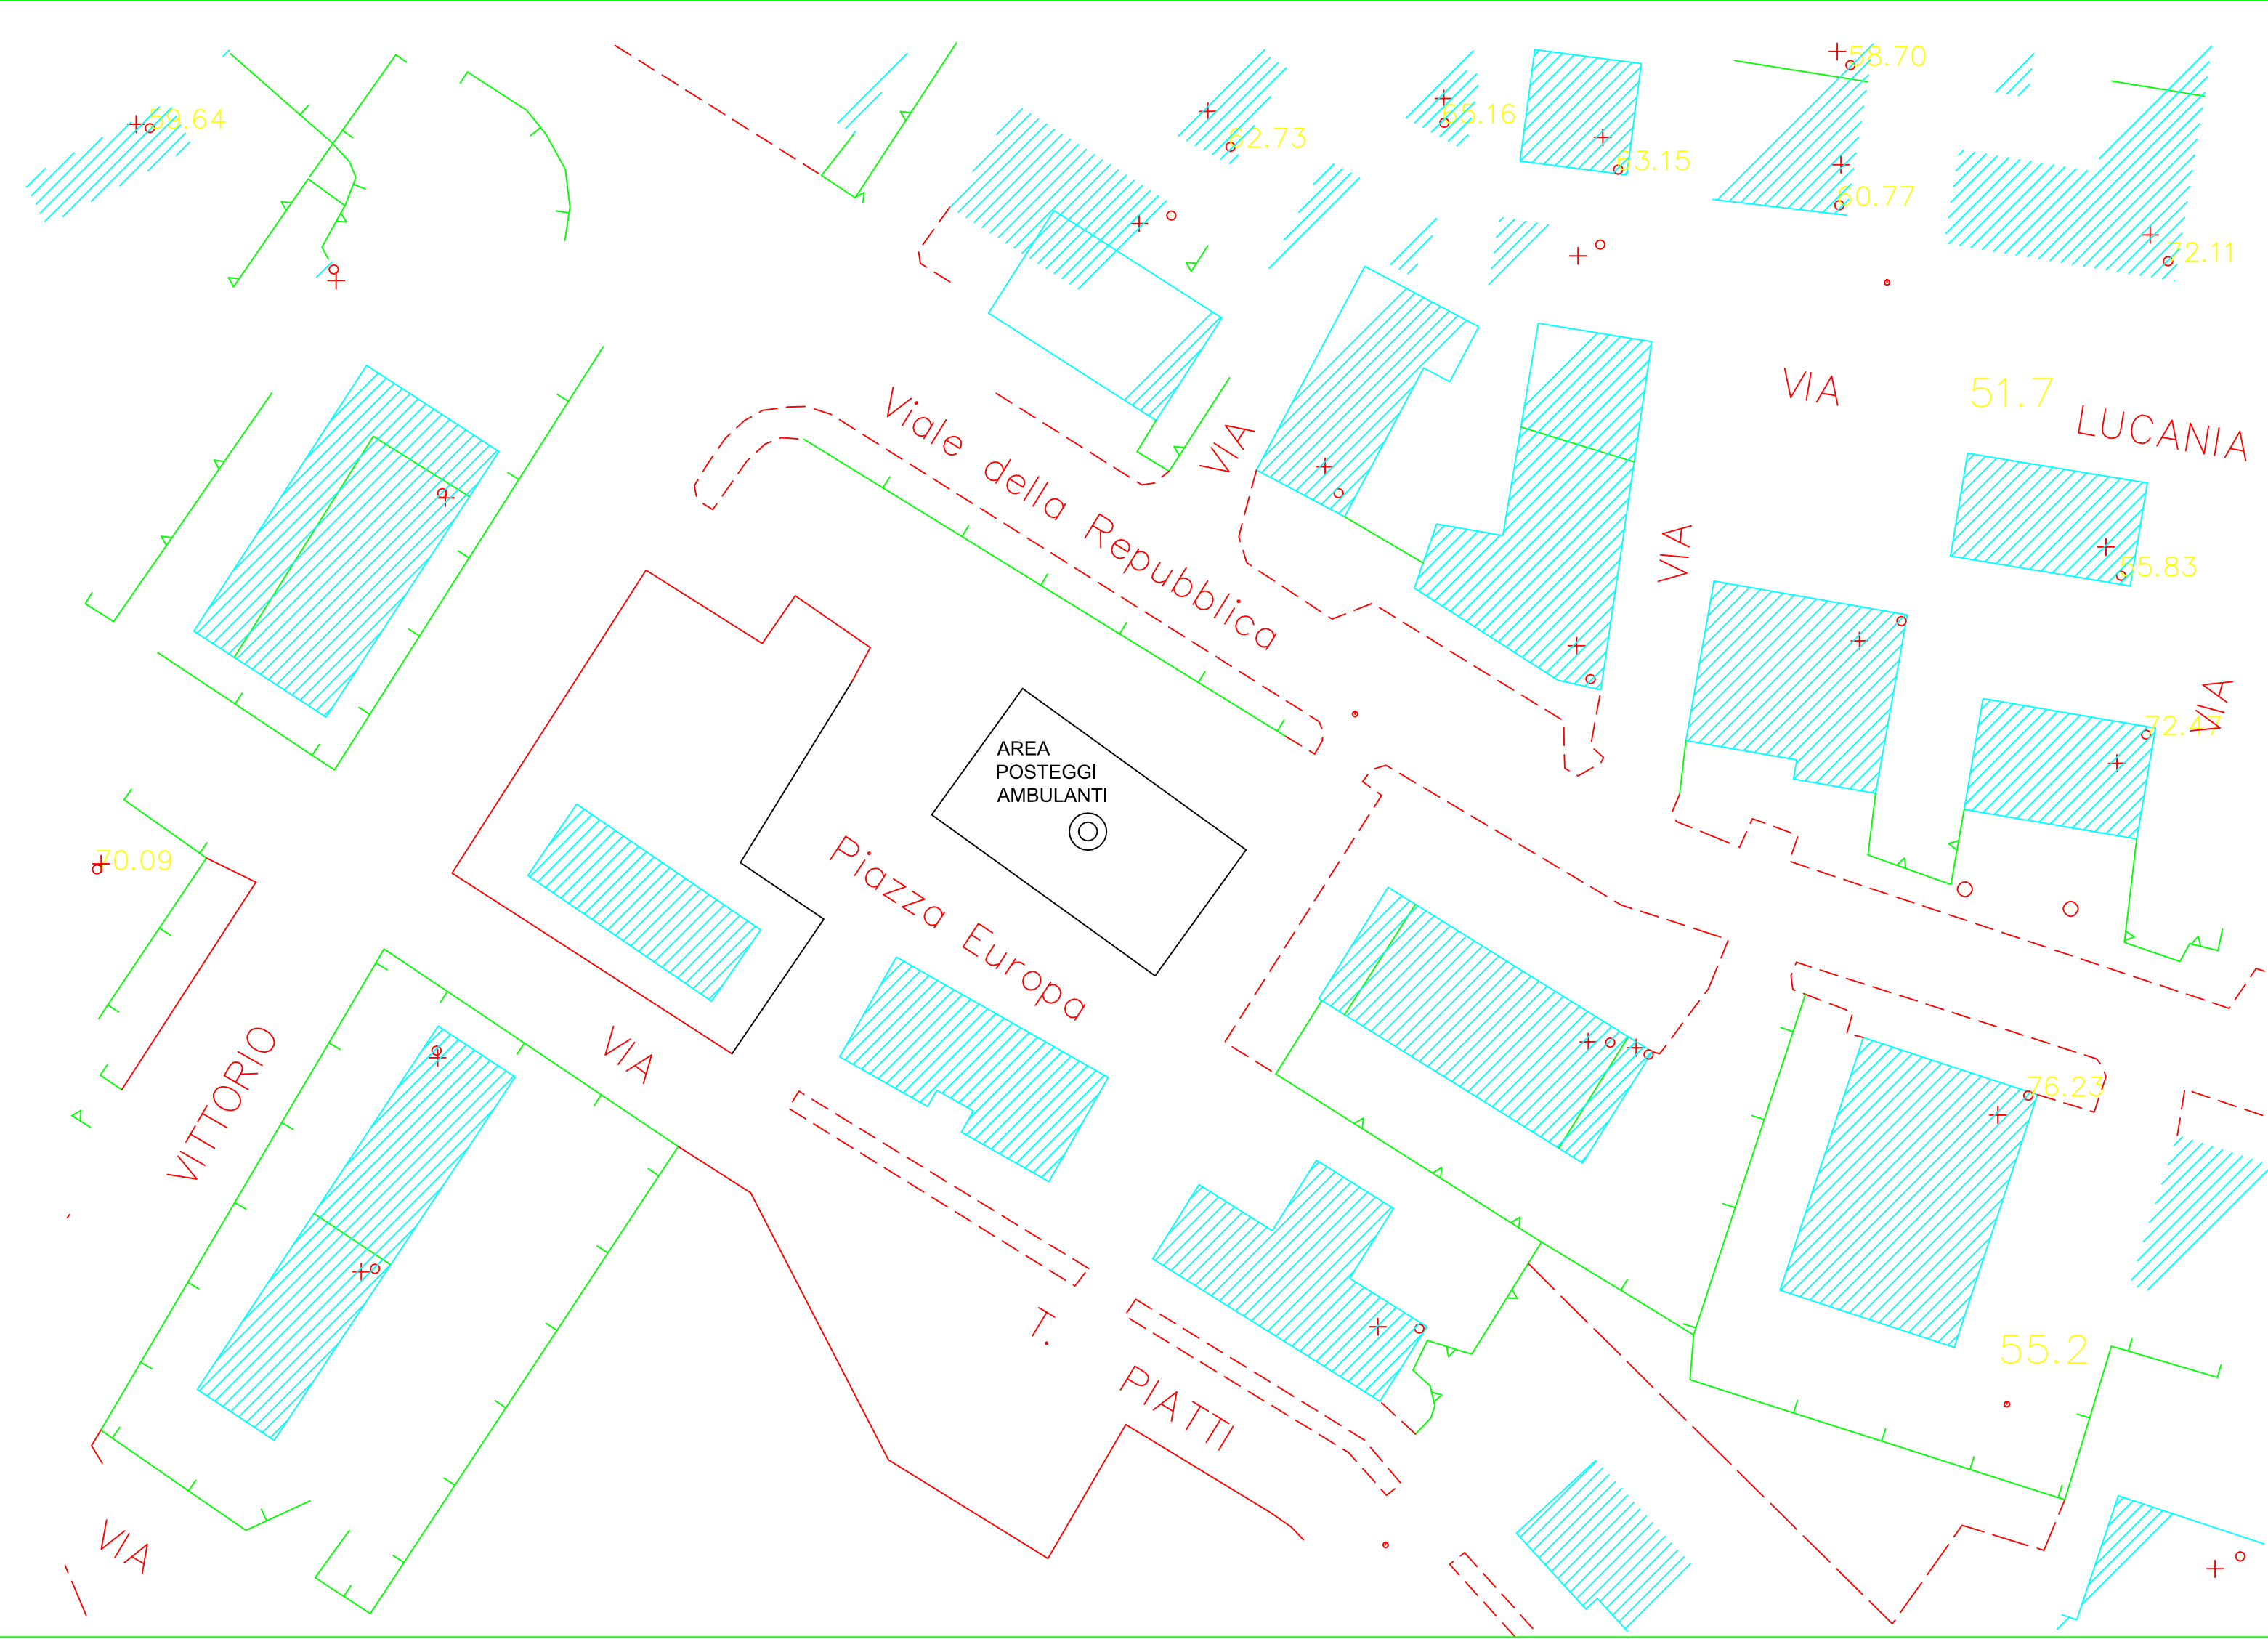 58.70
59.64
65.16
62.73
63.15
60.77
72.11
VIA
51.7
LUCANIA
Viale della Repubblica
VIA
VIA
55.83
VIA
72.47
AREA
POSTEGGI
AMBULANTI
70.09
Piazza Europa
VITTORIO
VIA
76.23
T.
PIATTI
55.2
VIA